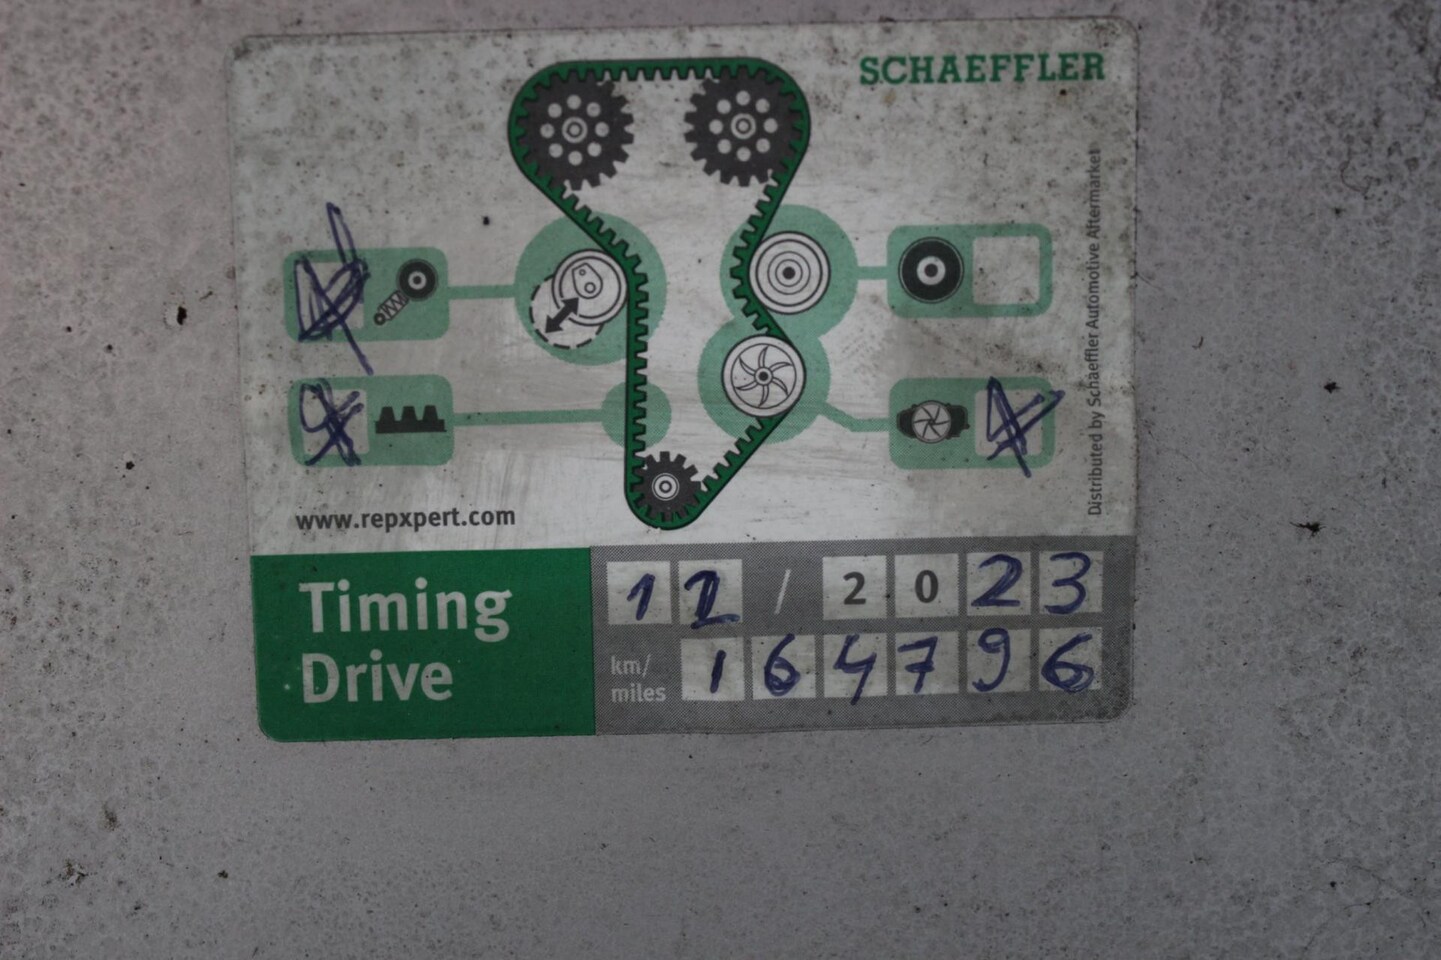 SCHAEFFLER
Distributed by Schaeffler Automotive Aftermarket
www.repxpert.com
Timing
Drive
12 / 2023
km/
miles
164796